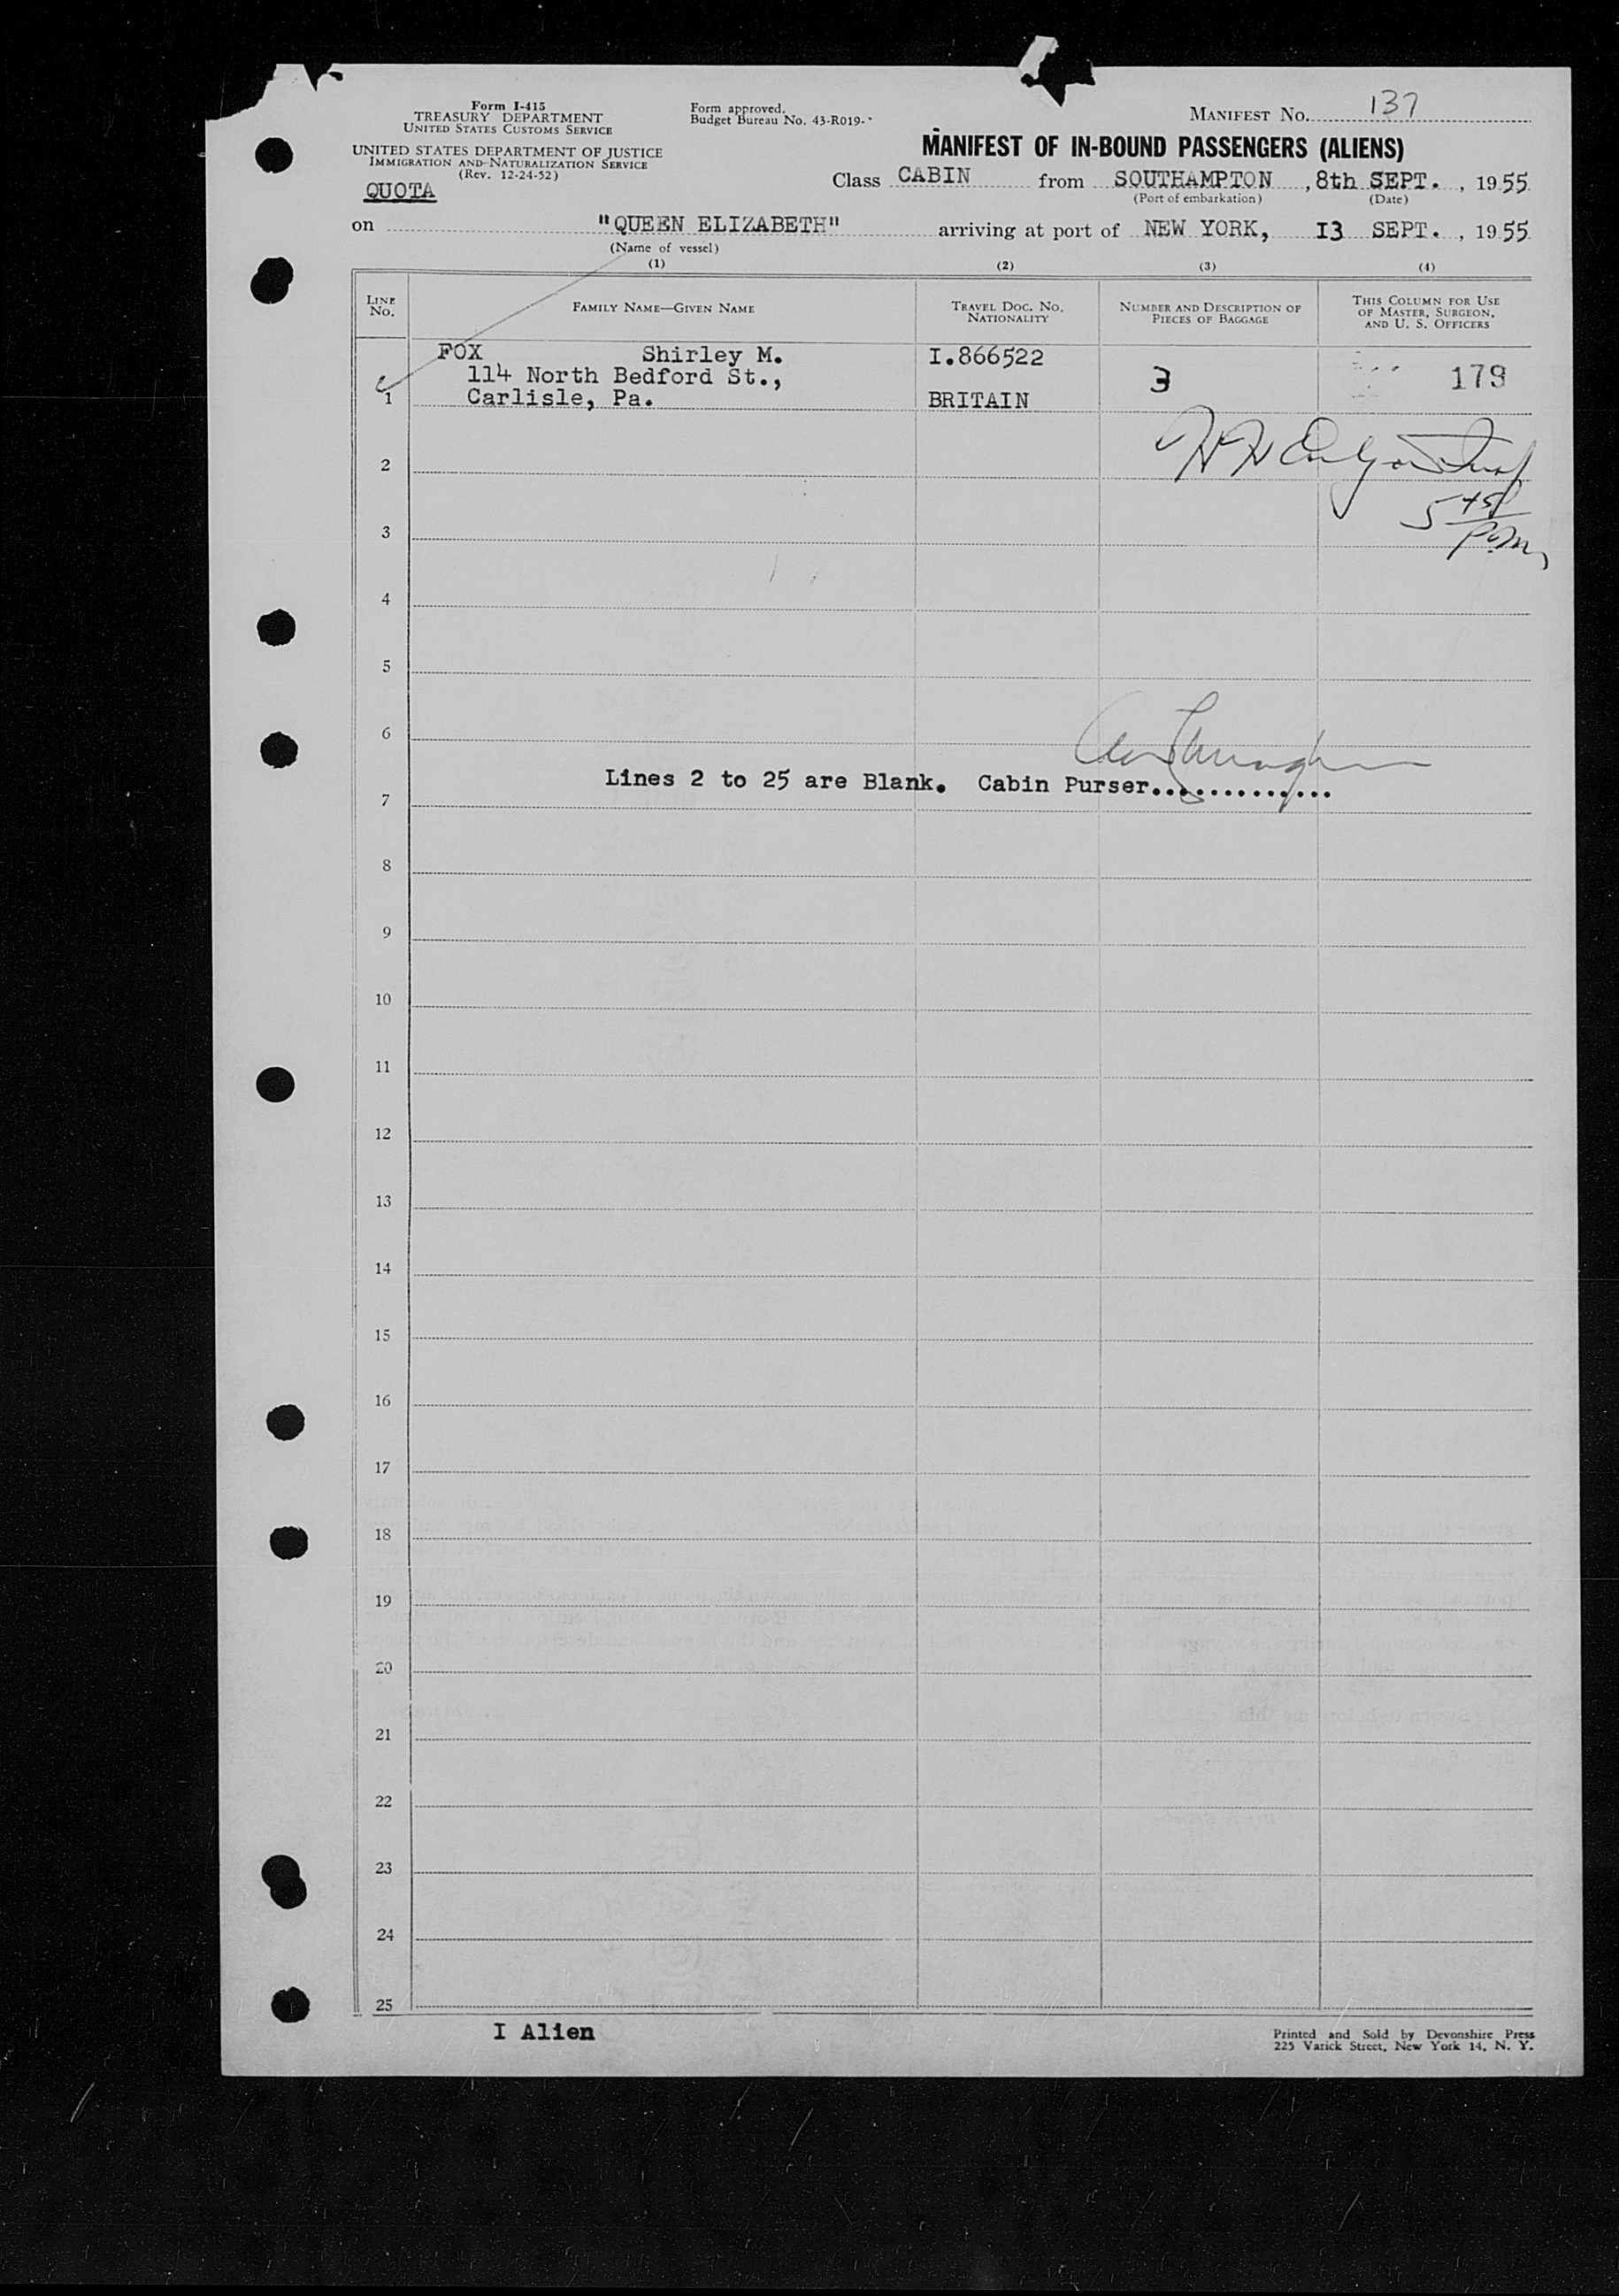 Form I-415
TREASURY DEPARTMENT
UNITED STATES CUSTOMS SERVICE
UNITED STATES DEPARTMENT OF JUSTICE
IMMIGRATION AND NATURALIZATION SERVICE
(Rev. 12-24-52)
QUOTA
Form approved.
Budget Bureau No. 43-R019-
MANIFEST No. 137
MANIFEST OF IN-BOUND PASSENGERS (ALIENS)
Class CABIN from SOUTHAMPTON, 8th SEPT., 1955
(Port of embarkation) (Date)
on "QUEEN ELIZABETH" arriving at port of NEW YORK, I3 SEPT., 1955
(Name of vessel)
(1) (2) (3) (4)
LINE No. FAMILY NAME—GIVEN NAME TRAVEL DOC. NO. NATIONALITY NUMBER AND DESCRIPTION OF PIECES OF BAGGAGE THIS COLUMN FOR USE OF MASTER, SURGEON, AND U. S. OFFICERS
FOX Shirley M. I.866522
114 North Bedford St., 3 179
1 Carlisle, Pa. BRITAIN
2
3
P.M.
4
5
6
Lines 2 to 25 are Blank. Cabin Purser..............
7
8
9
10
11
12
13
14
15
16
17
18
19
20
21
22
23
24
25
I Alien
Printed and Sold by Devonshire Press
225 Varick Street, New York 14, N. Y.